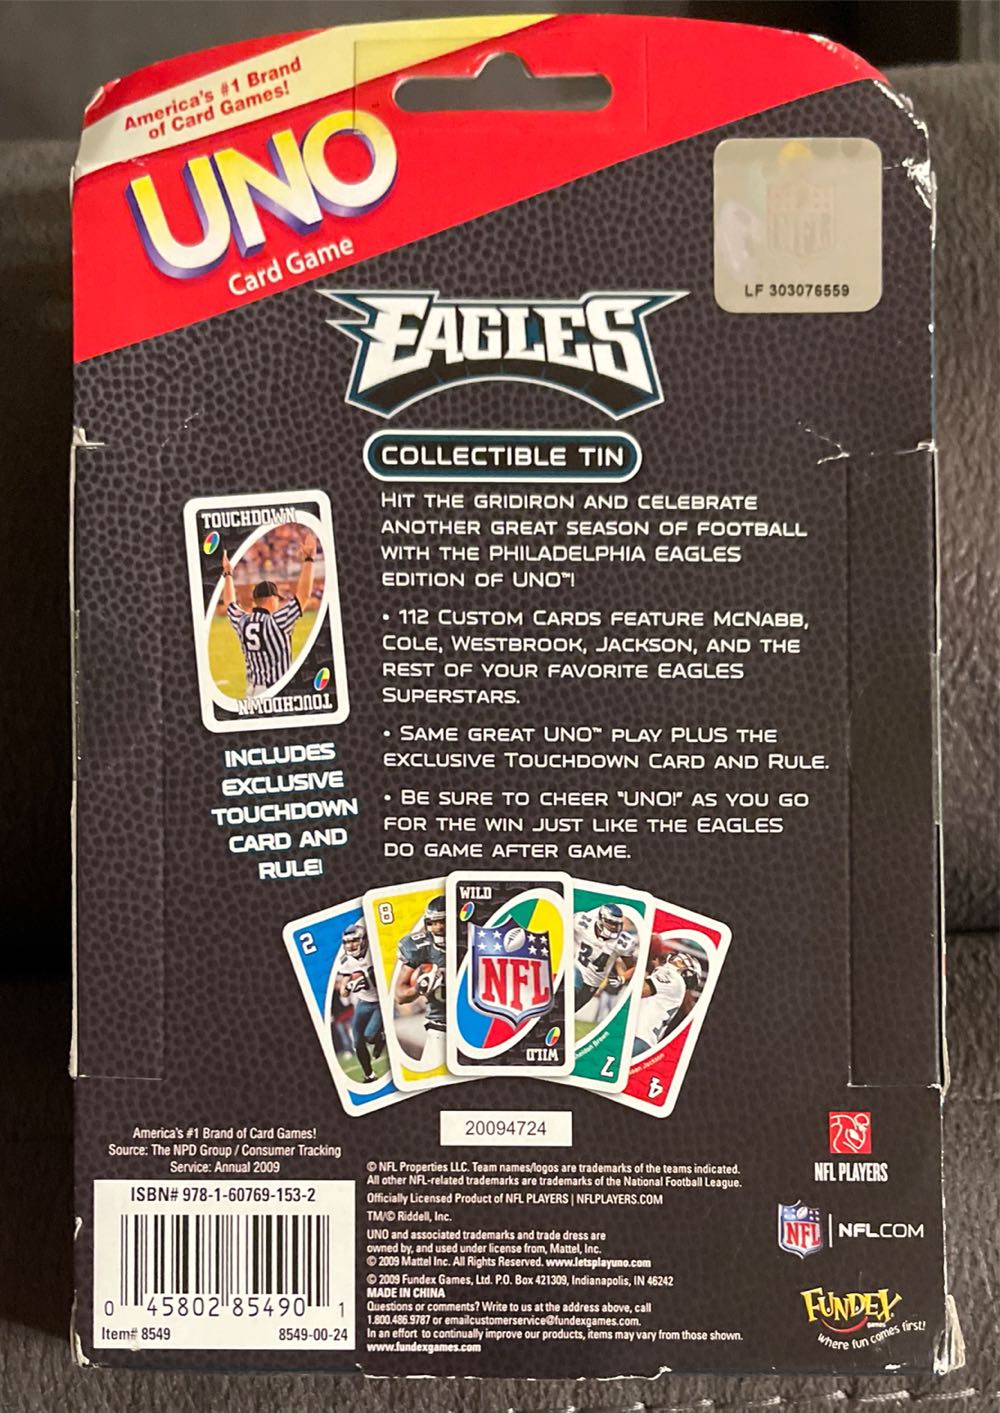 America's #1 Brand
of Card Games!
UNO
Card Game
LF 303076559
EAGLES
COLLECTIBLE TIN
HIT THE GRIDIRON AND CELEBRATE
ANOTHER GREAT SEASON OF FOOTBALL
WITH THE PHILADELPHIA EAGLES
EDITION OF UNO™!
• 112 CUSTOM CARDS FEATURE MCNABB,
COLE, WESTBROOK, JACKSON, AND THE
REST OF YOUR FAVORITE EAGLES
SUPERSTARS.
• SAME GREAT UNO™ PLAY PLUS THE
EXCLUSIVE TOUCHDOWN CARD AND RULE.
• BE SURE TO CHEER "UNO!" AS YOU GO
FOR THE WIN JUST LIKE THE EAGLES
DO GAME AFTER GAME.
TOUCHDOWN
S
TOUCHDOWN
INCLUDES
EXCLUSIVE
TOUCHDOWN
CARD AND
RULE!
2
8
81
WILD
NFL
WILD
24
Sheldon Brown
7
Jackson
4
20094724
America's #1 Brand of Card Games!
Source: The NPD Group / Consumer Tracking
Service: Annual 2009
ISBN# 978-1-60769-153-2
0 45802 85490 1
Item# 8549 8549-00-24
© NFL Properties LLC. Team names/logos are trademarks of the teams indicated.
All other NFL-related trademarks are trademarks of the National Football League.
Officially Licensed Product of NFL PLAYERS | NFLPLAYERS.COM
TM/© Riddell, Inc.
UNO and associated trademarks and trade dress are
owned by, and used under license from, Mattel, Inc.
© 2009 Mattel Inc. All Rights Reserved. www.letsplayuno.com
© 2009 Fundex Games, Ltd. P.O. Box 421309, Indianapolis, IN 46242
MADE IN CHINA
Questions or comments? Write to us at the address above, call
1.800.486.9787 or emailcustomerservice@fundexgames.com.
In an effort to continually improve our products, items may vary from those shown.
www.fundexgames.com
NFL PLAYERS
NFL | NFL.COM
FUNDEX
games
Where fun comes first!